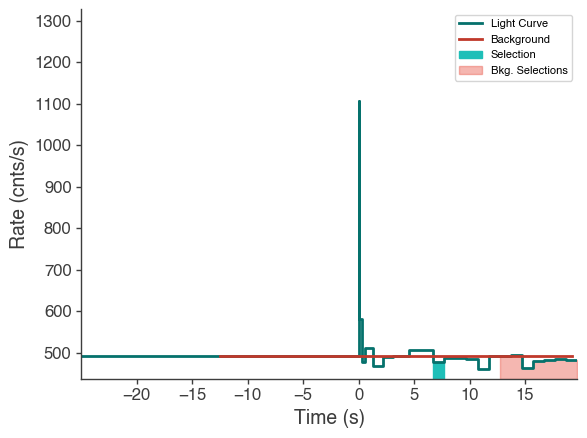 1300
1200
1100
1000
900
800
700
600
500
Rate (cnts/s)
Light Curve
Background
Selection
Bkg. Selections
−20 −15 −10 −5 0 5 10 15
Time (s)